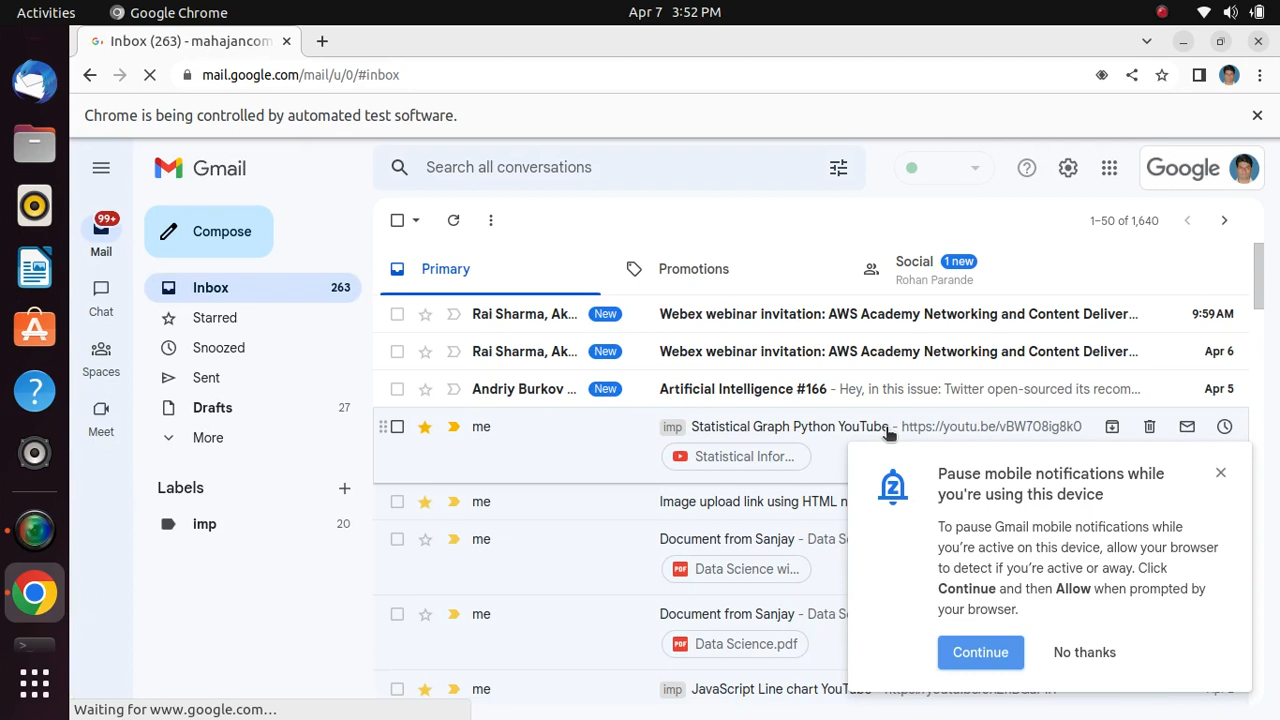 Activities
Google Chrome
Apr 7 3:52 PM
Inbox (263) - mahajancom
mail.google.com/mail/u/0/#inbox
Chrome is being controlled by automated test software.
Gmail
Search all conversations
Google
99+
Mail
Compose
1–50 of 1,640
Inbox 263
Primary
Promotions
Social 1 new
Rohan Parande
Chat
Starred
Rai Sharma, Ak... New Webex webinar invitation: AWS Academy Networking and Content Deliver... 9:59 AM
Spaces
Snoozed
Rai Sharma, Ak... New Webex webinar invitation: AWS Academy Networking and Content Deliver... Apr 6
Sent
Andriy Burkov ... New Artificial Intelligence #166 - Hey, in this issue: Twitter open-sourced its recom... Apr 5
Meet
Drafts 27
More
me imp Statistical Graph Python YouTube - https://youtu.be/vBW708ig8k0
Statistical Infor...
Labels
imp 20
me Image upload link using HTML
me Document from Sanjay - Data
Data Science wi...
me Document from Sanjay - Data
Data Science.pdf
me imp JavaScript Line chart YouTube
Pause mobile notifications while
you're using this device
To pause Gmail mobile notifications while
you're active on this device, allow your browser
to detect if you're active or away. Click
Continue and then Allow when prompted by
your browser.
Continue
No thanks
Waiting for www.google.com...